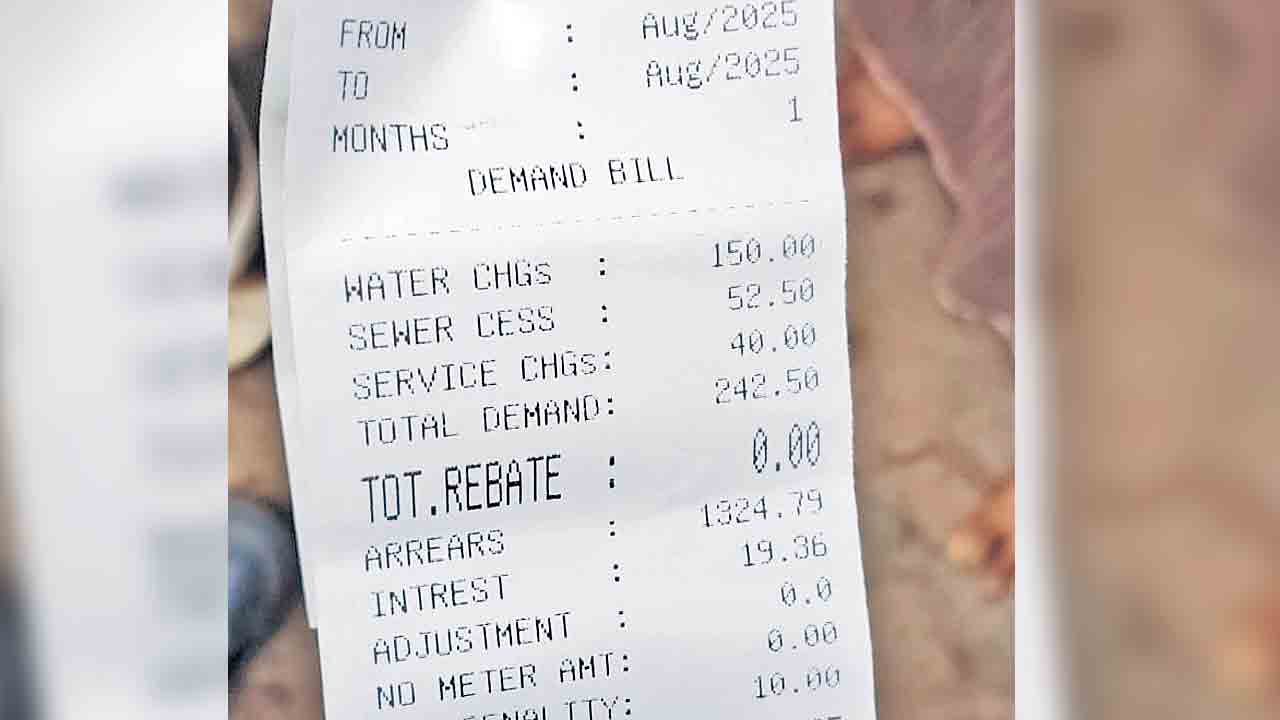 FROM : Aug/2025
TO : Aug/2025
MONTHS : 1
DEMAND BILL
WATER CHGs : 150.00
SEWER CESS : 52.50
SERVICE CHGs: 40.00
TOTAL DEMAND: 242.50
TOT.REBATE : 0.00
ARREARS : 1324.79
INTREST : 19.36
ADJUSTMENT : 0.0
NO METER AMT: 0.00
10.00